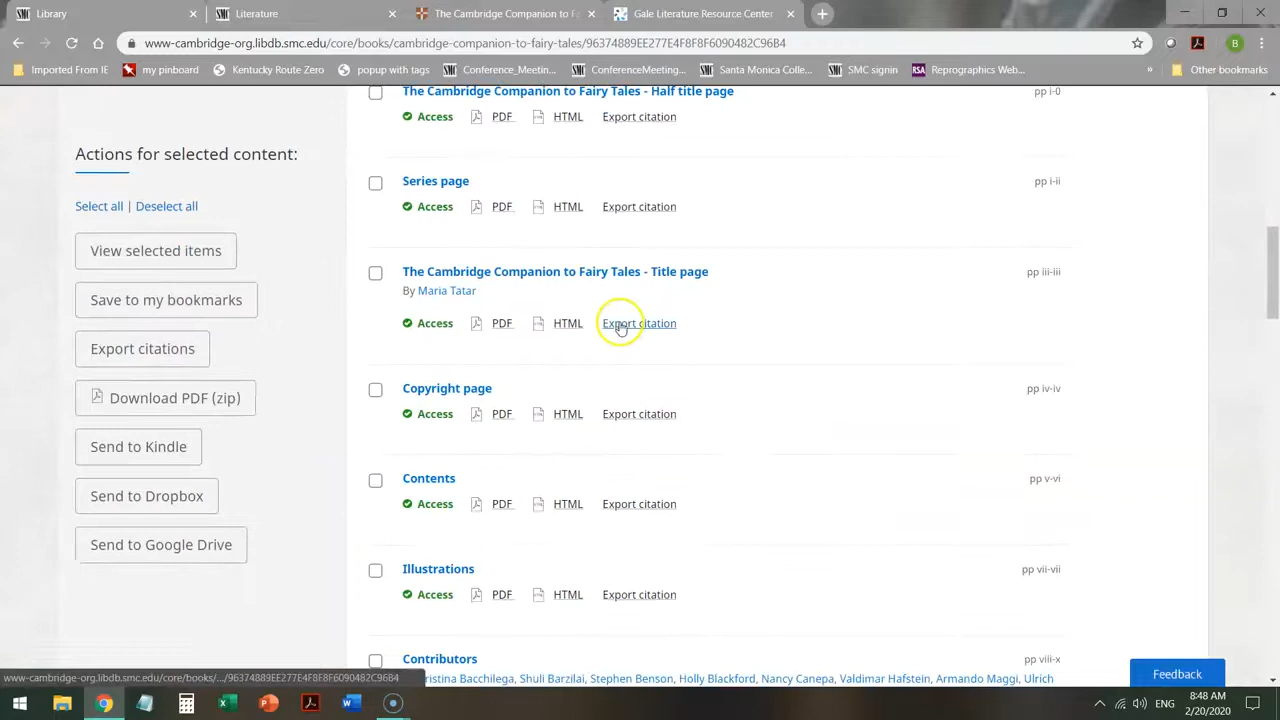 Library
Literature
The Cambridge Companion to Fa
Gale Literature Resource Center
www-cambridge-org.libdb.smc.edu/core/books/cambridge-companion-to-fairy-tales/96374889EE277E4F8F8F6090482C96B4
B
Imported From IE
my pinboard
Kentucky Route Zero
popup with tags
Conference_Meetin...
ConferenceMeeting...
Santa Monica Colle...
SMC signin
Reprographics Web...
»
Other bookmarks
The Cambridge Companion to Fairy Tales - Half title page
pp i-0
Access PDF HTML Export citation
Actions for selected content:
Select all | Deselect all
View selected items
Save to my bookmarks
Export citations
Download PDF (zip)
Send to Kindle
Send to Dropbox
Send to Google Drive
Series page
pp i-ii
Access PDF HTML Export citation
The Cambridge Companion to Fairy Tales - Title page
pp iii-iii
By Maria Tatar
Access PDF HTML Export citation
Copyright page
pp iv-iv
Access PDF HTML Export citation
Contents
pp v-vi
Access PDF HTML Export citation
Illustrations
pp vii-vii
Access PDF HTML Export citation
Contributors
pp viii-x
ristina Bacchilega, Shuli Barzilai, Stephen Benson, Holly Blackford, Nancy Canepa, Valdimar Hafstein, Armando Maggi, Ulrich
www-cambridge-org.libdb.smc.edu/core/books/.../96374889EE277E4F8F8F6090482C96B4
Feedback
ENG
8:48 AM
2/20/2020